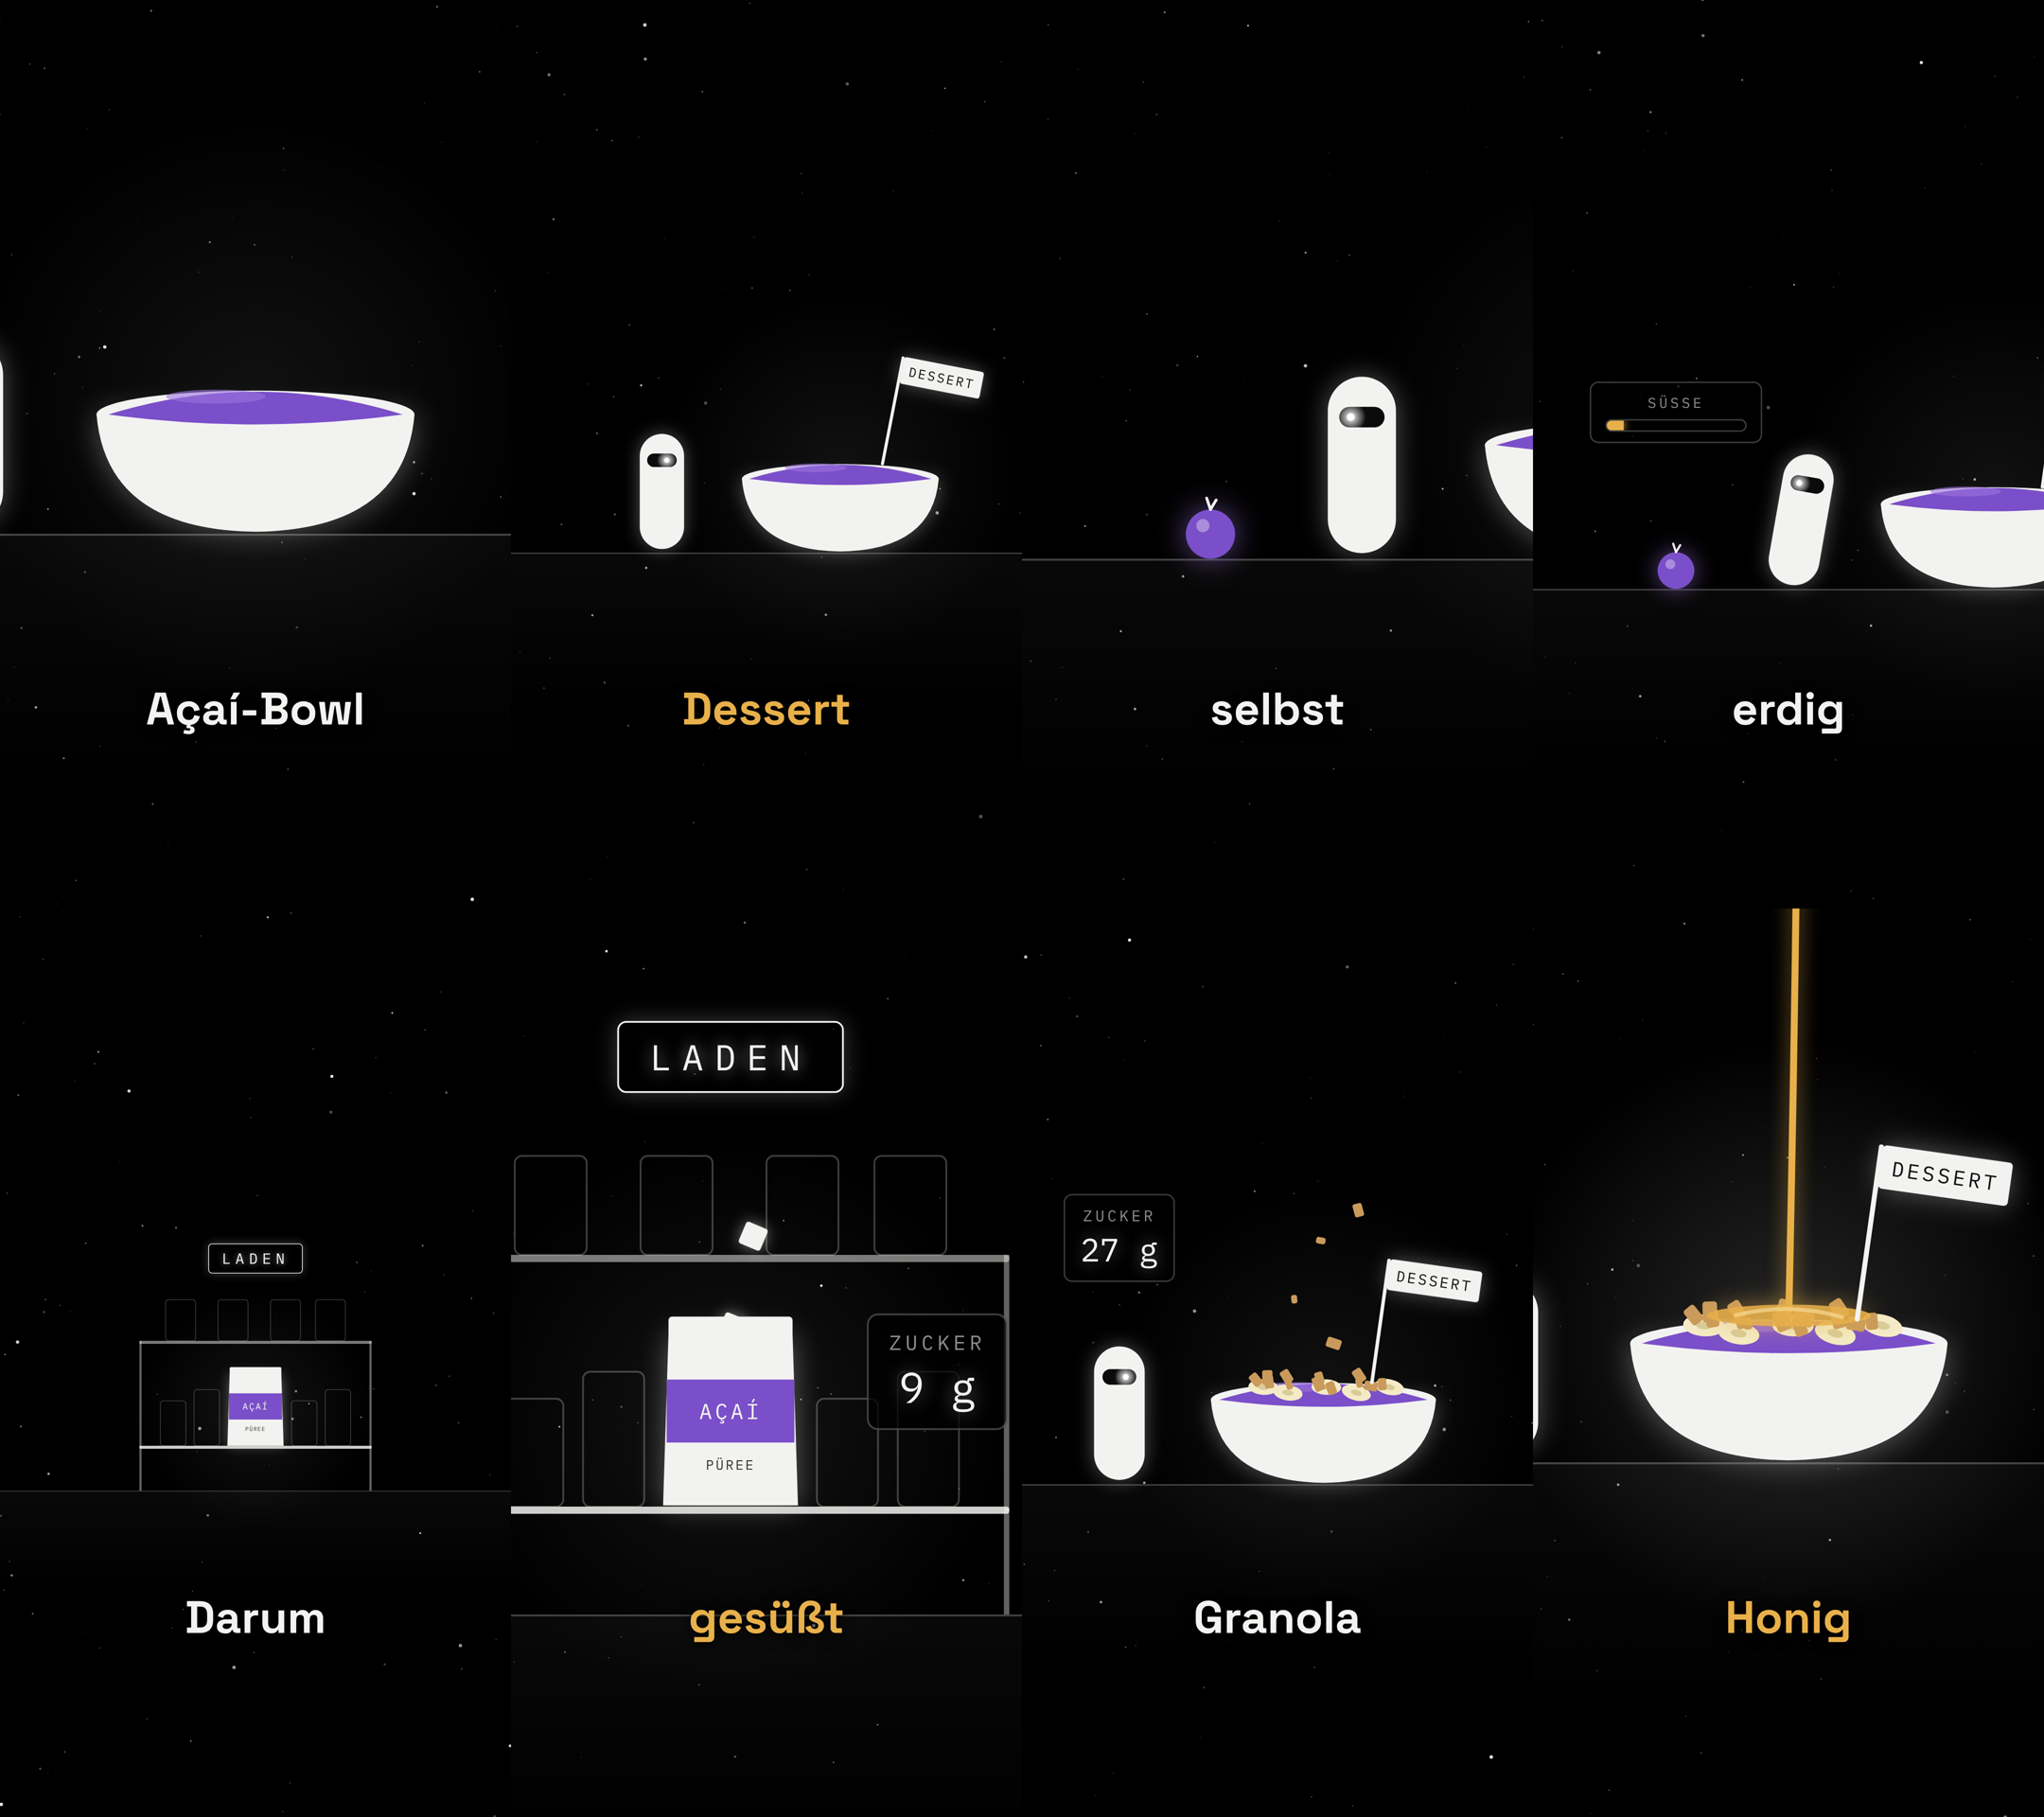 DESSERT
Açaí-Bowl
Dessert
selbst
SÜSSE
erdig
LADEN
AÇAÍ
PÜREE
Darum
LADEN
ZUCKER
9 g
AÇAÍ
PÜREE
gesüßt
ZUCKER
27 g
DESSERT
Granola
DESSERT
Honig